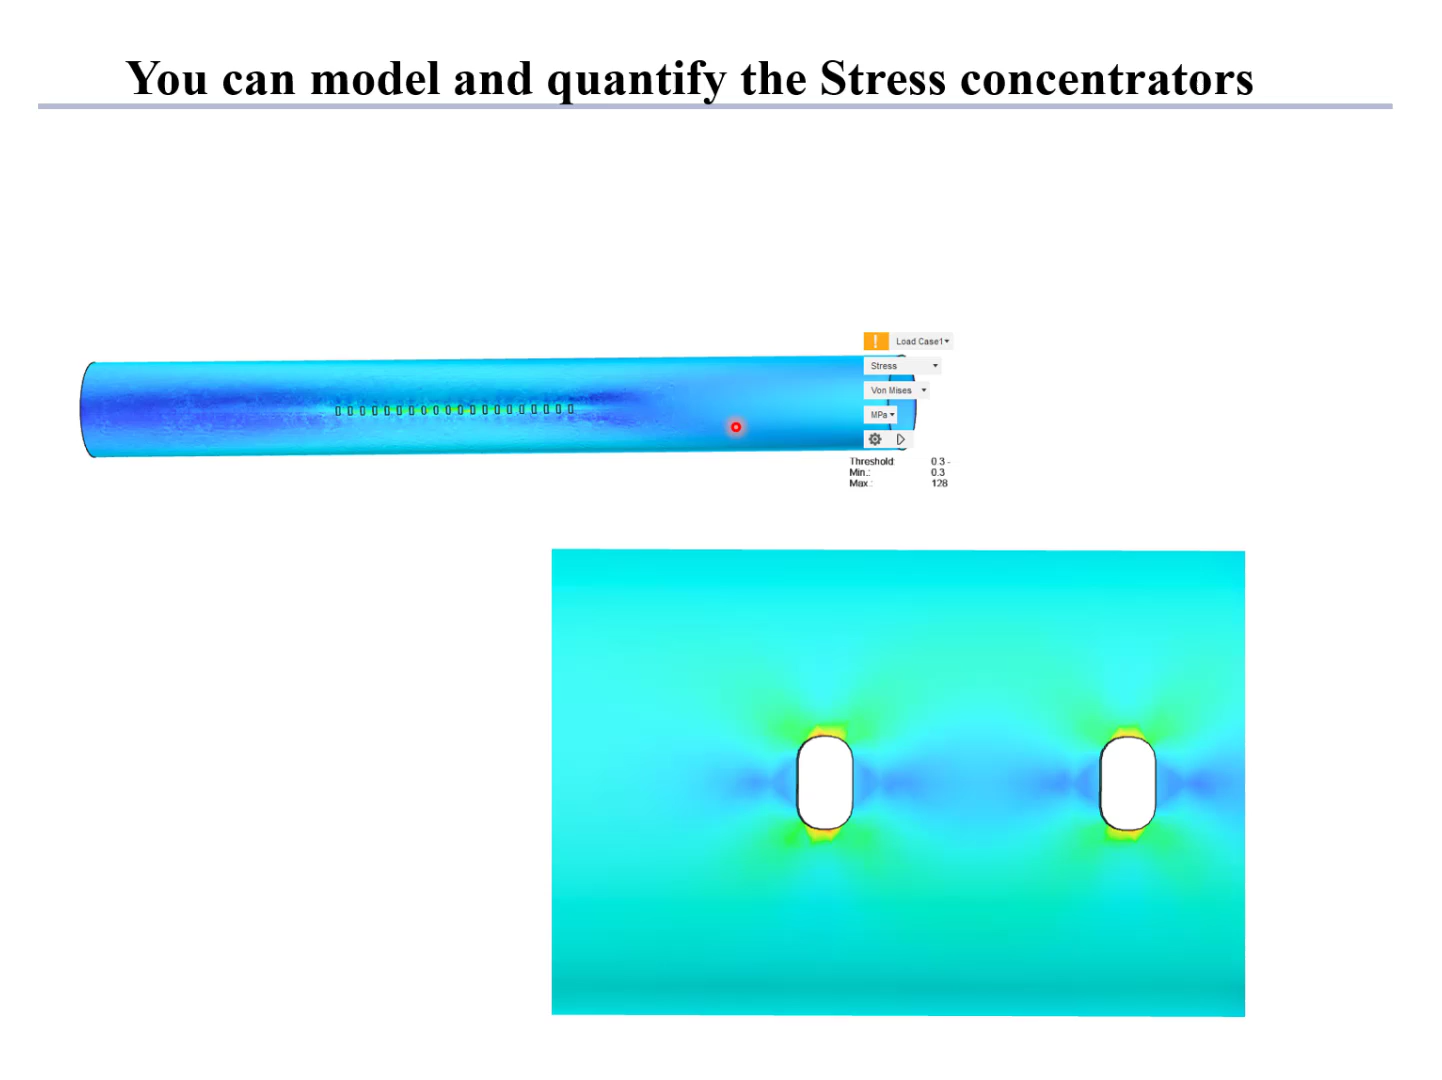 You can model and quantify the Stress concentrators
! Load Case1
Stress
Von Mises
MPa
Threshold: 0.3 -
Min.: 0.3
Max.: 128